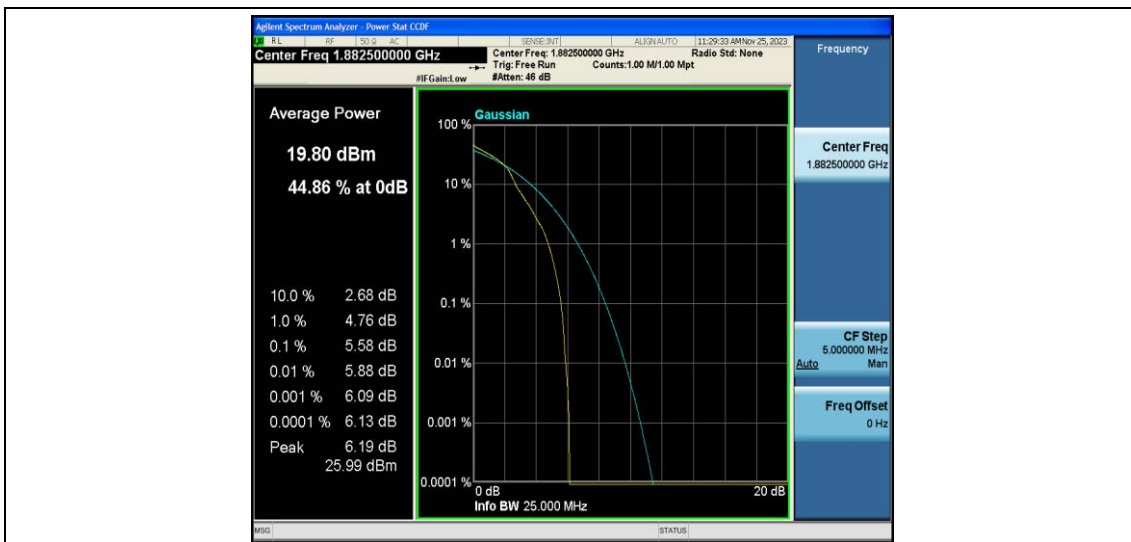 Agilent Spectrum Analyzer - Power Stat CCDF
RL RF 50 Ω AC SENSE:INT ALIGN AUTO 11:29:33 AM Nov 25, 2023
Center Freq 1.882500000 GHz
Center Freq: 1.882500000 GHz Radio Std: None
Trig: Free Run Counts:1.00 M/1.00 Mpt
#IFGain:Low #Atten: 46 dB
Frequency
Average Power
19.80 dBm
44.86 % at 0dB
10.0 % 2.68 dB
1.0 % 4.76 dB
0.1 % 5.58 dB
0.01 % 5.88 dB
0.001 % 6.09 dB
0.0001 % 6.13 dB
Peak 6.19 dB
25.99 dBm
Gaussian
100 %
10 %
1 %
0.1 %
0.01 %
0.001 %
0.0001 %
0 dB 20 dB
Info BW 25.000 MHz
Center Freq
1.882500000 GHz
CF Step
5.000000 MHz
Auto Man
Freq Offset
0 Hz
MSG STATUS